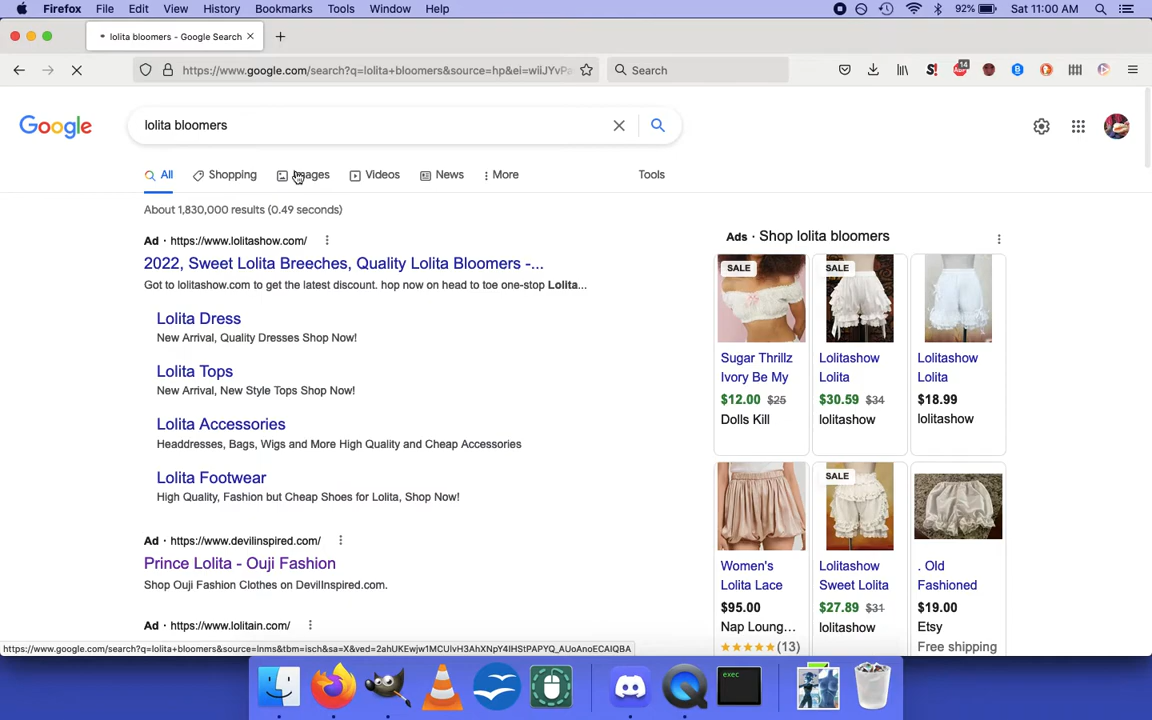 Firefox File Edit View History Bookmarks Tools Window Help 92% Sat 11:00 AM
lolita bloomers - Google Search
https://www.google.com/search?q=lolita+bloomers&source=hp&ei=wiiJYvPa Search
14
Google lolita bloomers
All Shopping Images Videos News More Tools
About 1,830,000 results (0.49 seconds)
Ad · https://www.lolitashow.com/
2022, Sweet Lolita Breeches, Quality Lolita Bloomers -...
Got to lolitashow.com to get the latest discount. hop now on head to toe one-stop Lolita...
Lolita Dress
New Arrival, Quality Dresses Shop Now!
Lolita Tops
New Arrival, New Style Tops Shop Now!
Lolita Accessories
Headdresses, Bags, Wigs and More High Quality and Cheap Accessories
Lolita Footwear
High Quality, Fashion but Cheap Shoes for Lolita, Shop Now!
Ad · https://www.devilinspired.com/
Prince Lolita - Ouji Fashion
Shop Ouji Fashion Clothes on DevilInspired.com.
Ad · https://www.lolitain.com/
Ads · Shop lolita bloomers
SALE
Sugar Thrillz
Ivory Be My
$12.00 $25
Dolls Kill
SALE
Lolitashow
Lolita
$30.59 $34
lolitashow
Lolitashow
Lolita
$18.99
lolitashow
Women's
Lolita Lace
$95.00
Nap Loung...
(13)
SALE
Lolitashow
Sweet Lolita
$27.89 $31
lolitashow
. Old
Fashioned
$19.00
Etsy
Free shipping
https://www.google.com/search?q=lolita+bloomers&source=lnms&tbm=isch&sa=X&ved=2ahUKEwjw1MCUlvH3AhXNpY4IHStPAPYQ_AUoAnoECAIQBA
exec